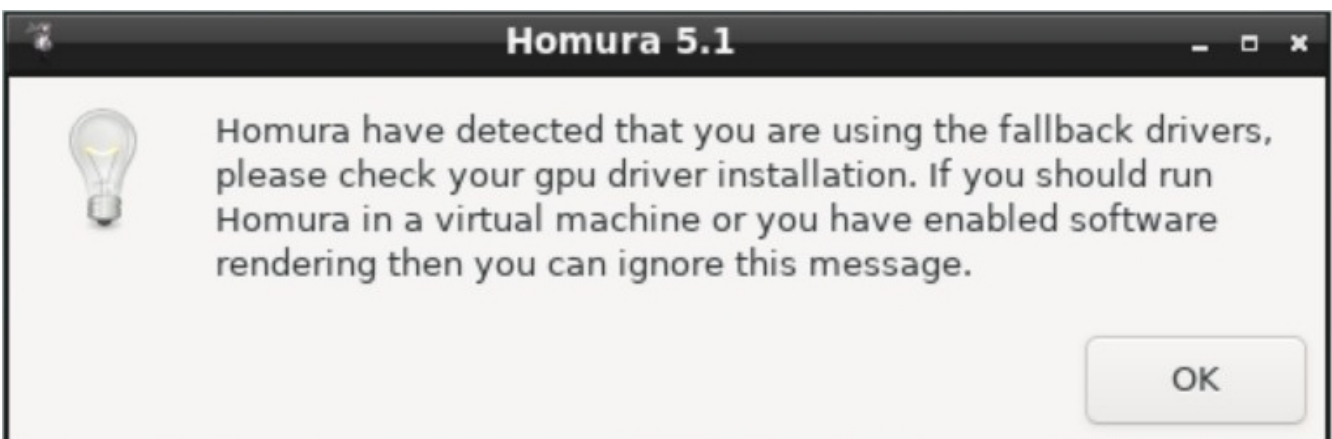 Homura 5.1
Homura have detected that you are using the fallback drivers,
please check your gpu driver installation. If you should run
Homura in a virtual machine or you have enabled software
rendering then you can ignore this message.
OK